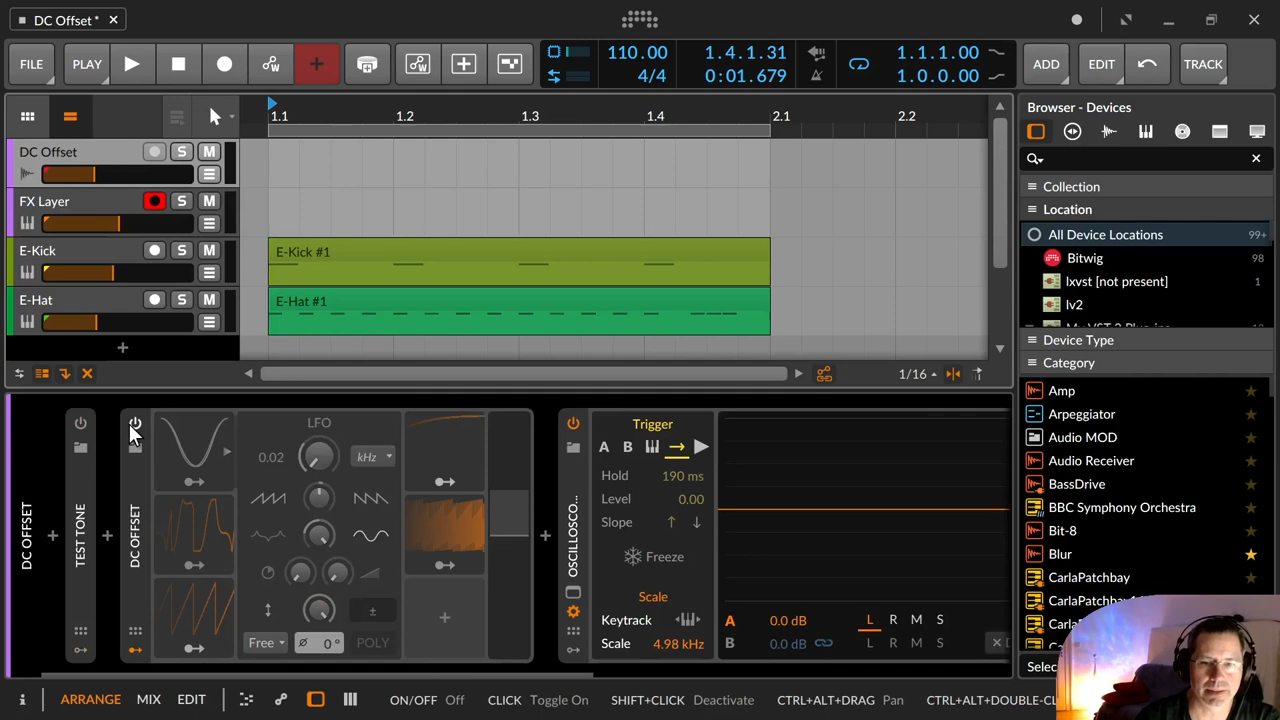 DC Offset *
FILE
PLAY
110.00
4/4
1.4.1.31
0:01.679
1.1.1.00
1.0.0.00
ADD
EDIT
TRACK
1.1
1.2
1.3
1.4
2.1
2.2
DC Offset
S
M
FX Layer
S
M
E-Kick
S
M
E-Kick #1
E-Hat
S
M
E-Hat #1
1/16
Browser - Devices
Collection
Location
All Device Locations 99+
Bitwig 98
lxvst [not present] 1
lv2
Device Type
Category
Amp
Arpeggiator
Audio MOD
Audio Receiver
BassDrive
BBC Symphony Orchestra
Bit-8
Blur
CarlaPatchbay
DC OFFSET
TEST TONE
DC OFFSET
LFO
0.02
kHz
Free
0°
POLY
OSCILLOSCO...
Trigger
A B
Hold 190 ms
Level 0.00
Slope
Freeze
Scale
Keytrack
Scale 4.98 kHz
A 0.0 dB L R M S
B 0.0 dB L R M S
ARRANGE
MIX
EDIT
ON/OFF Off
CLICK Toggle On
SHIFT+CLICK Deactivate
CTRL+ALT+DRAG Pan